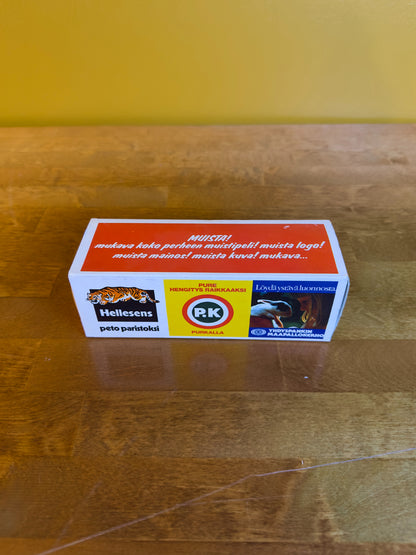 MUISTA!
mukava koko perheen muistipeli! muista logo!
muista mainos! muista kuva! mukava...
Hellesens
peto paristoksi
PURE
HENGITYS RAIKKAAKSI
P.K
PURKALLA
Löydä ystävä luonnosta.
YHDYSPANKIN
MAAPALLOKERHO